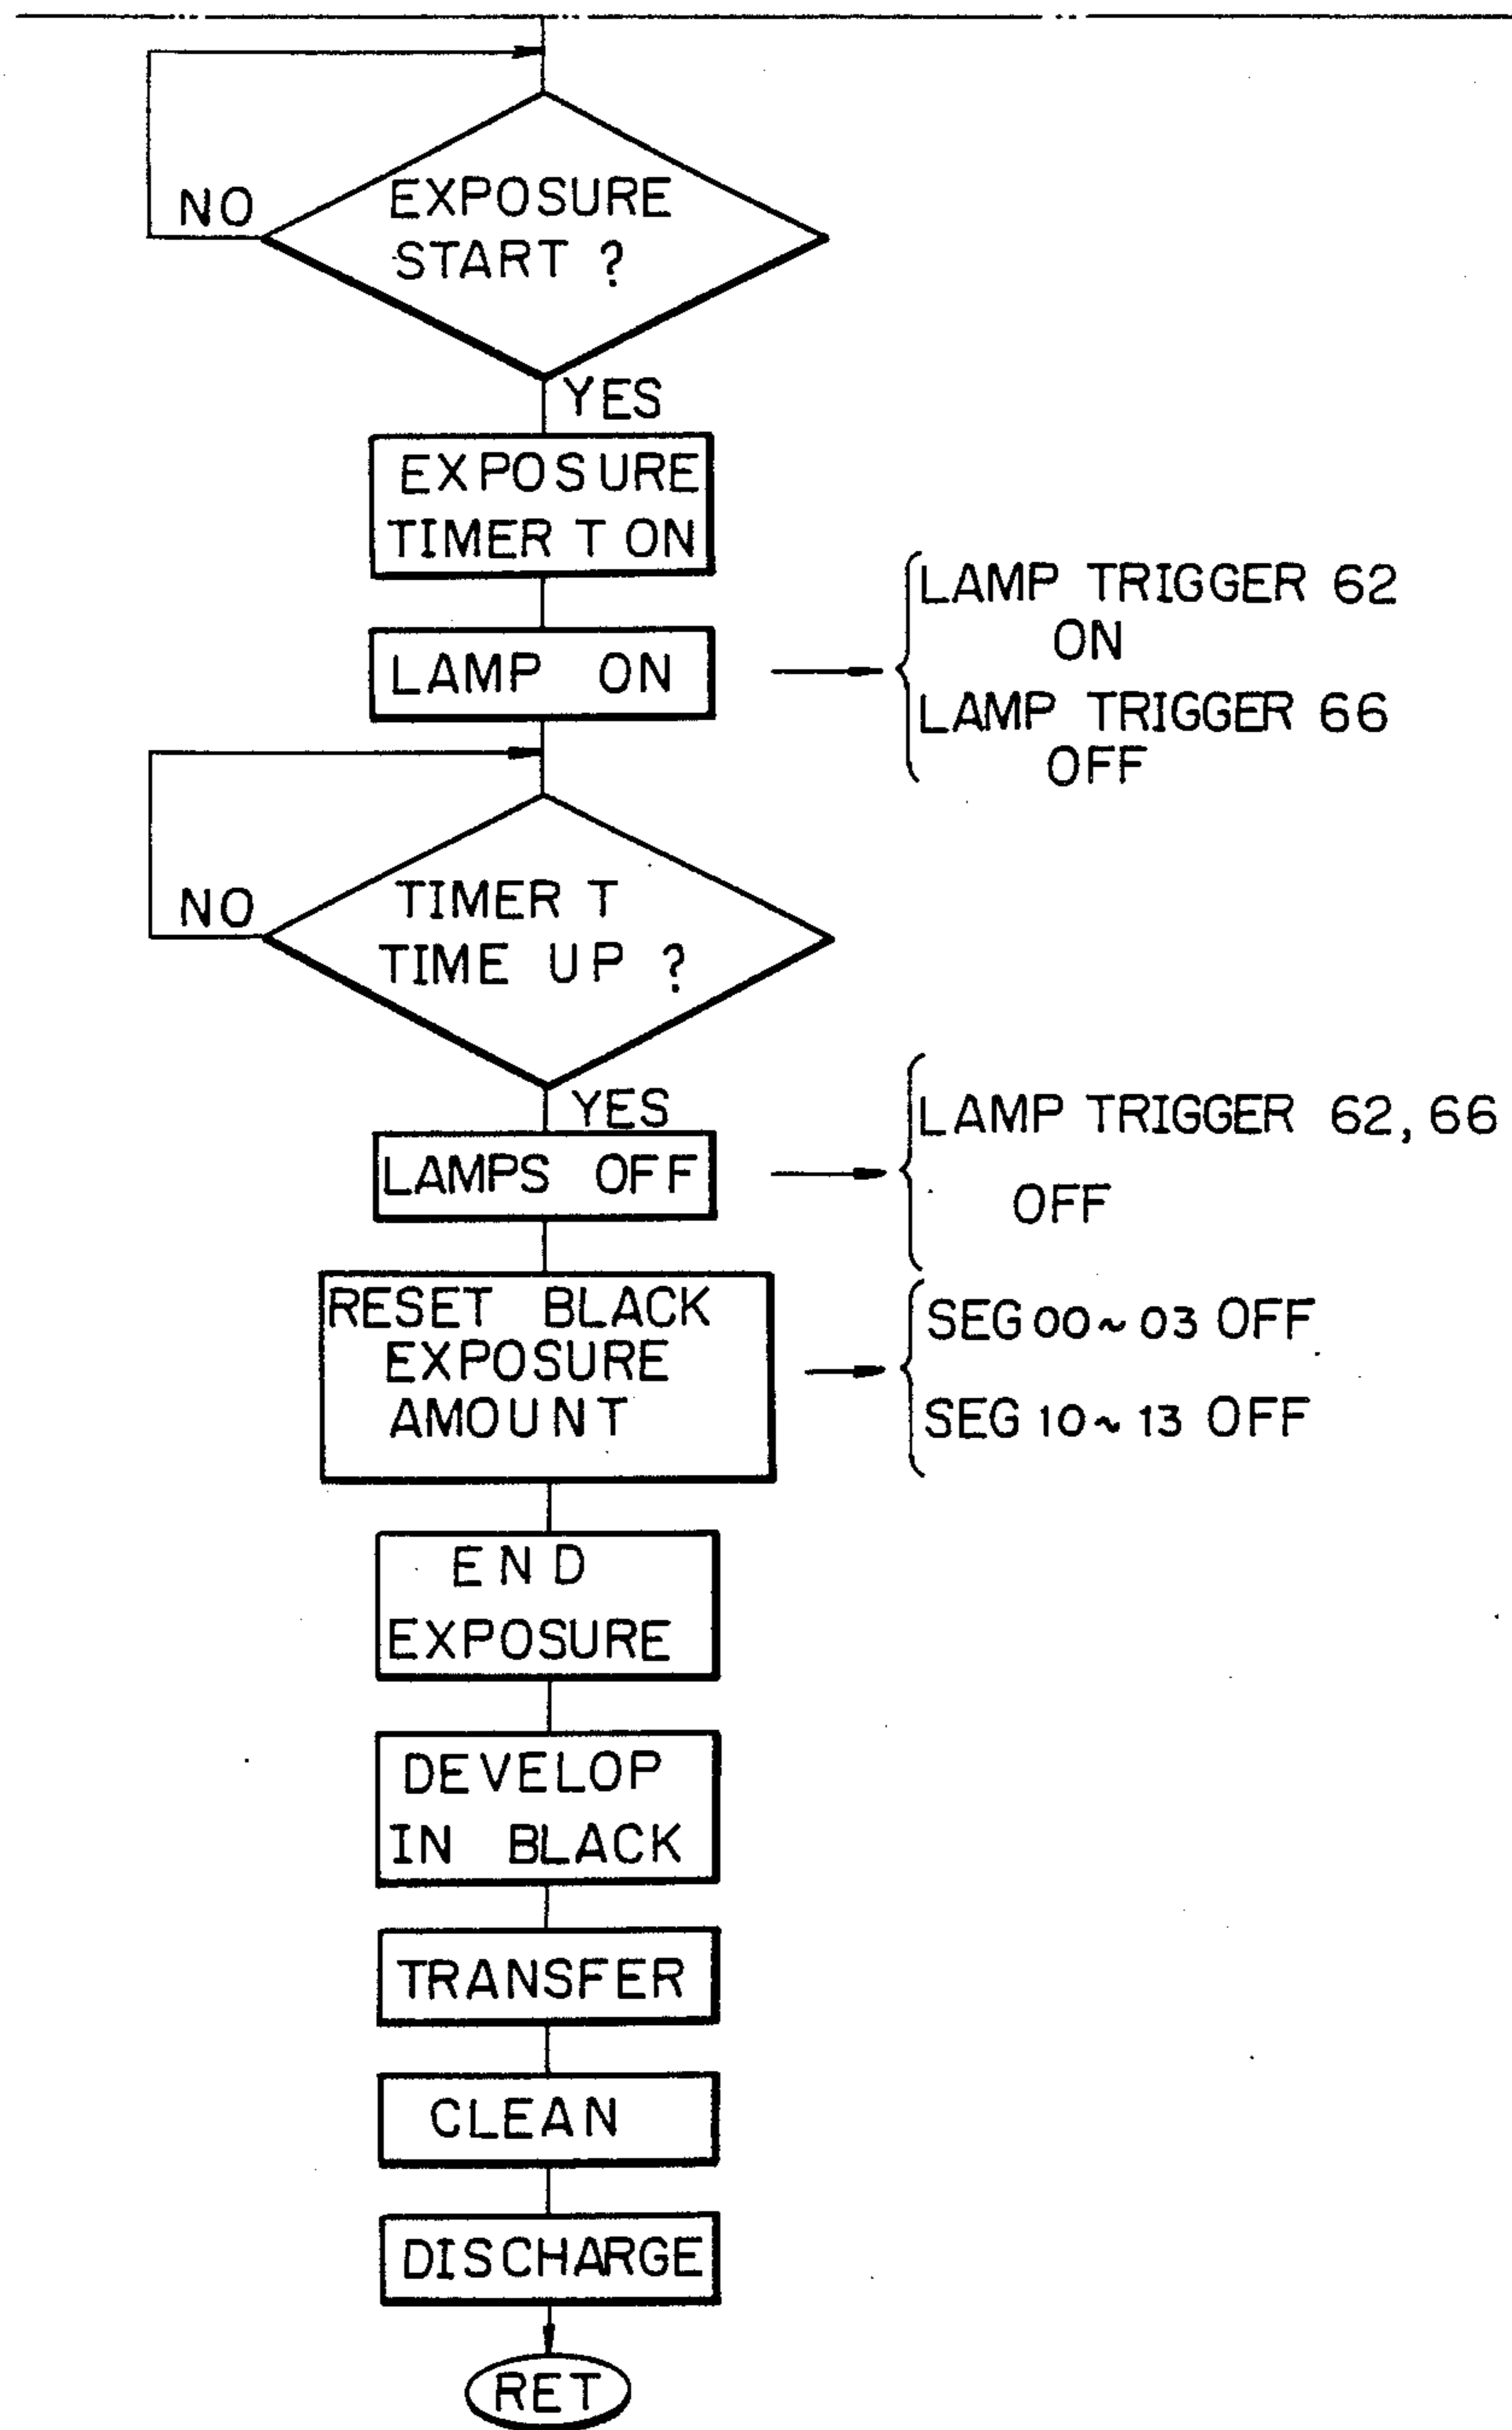 EXPOSURE
START ?
NO
YES
EXPOSURE
TIMER T ON
LAMP ON
LAMP TRIGGER 62
ON
LAMP TRIGGER 66
OFF
TIMER T
TIME UP ?
NO
YES
LAMPS OFF
LAMP TRIGGER 62, 66
OFF
RESET BLACK
EXPOSURE
AMOUNT
SEG 00~03 OFF
SEG 10~13 OFF
END
EXPOSURE
DEVELOP
IN BLACK
TRANSFER
CLEAN
DISCHARGE
RET